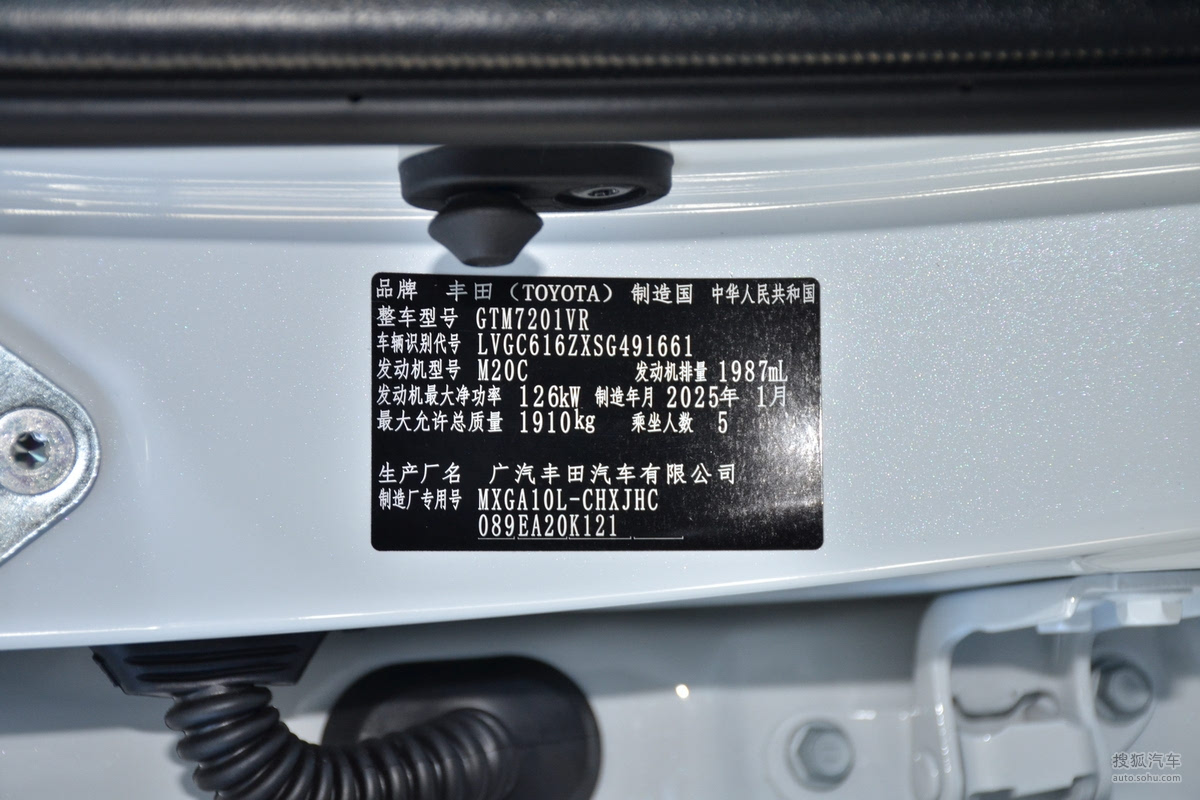 品牌 丰田（TOYOTA）制造国 中华人民共和国
整车型号 GTM7201VR
车辆识别代号 LVGC616ZXSG491661
发动机型号 M20C 发动机排量 1987mL
发动机最大净功率 126kW 制造年月 2025年 1月
最大允许总质量 1910kg 乘坐人数 5
生产厂名 广汽丰田汽车有限公司
制造厂专用号 MXGA10L-CHXJHC
089EA20K121
搜狐汽车
auto.sohu.com